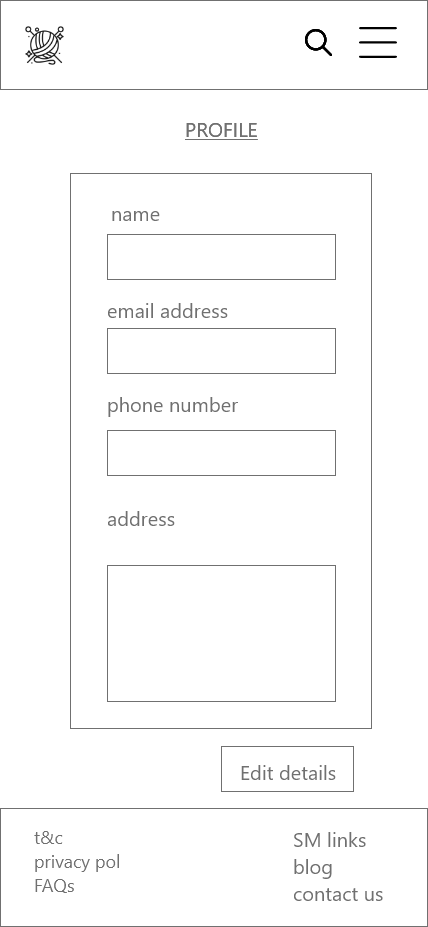 PROFILE
name
email address
phone number
address
Edit details
t&c
privacy pol
FAQs
SM links
blog
contact us